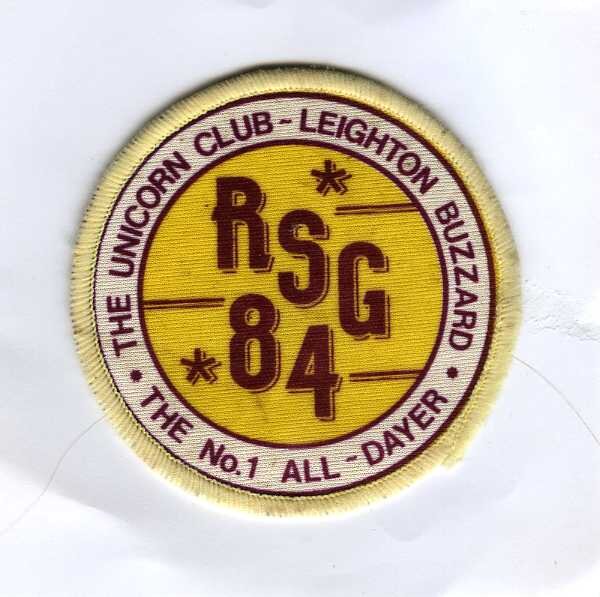 THE UNICORN CLUB ~ LEIGHTON BUZZARD
RSG
84
• THE No.1 ALL ~ DAYER •